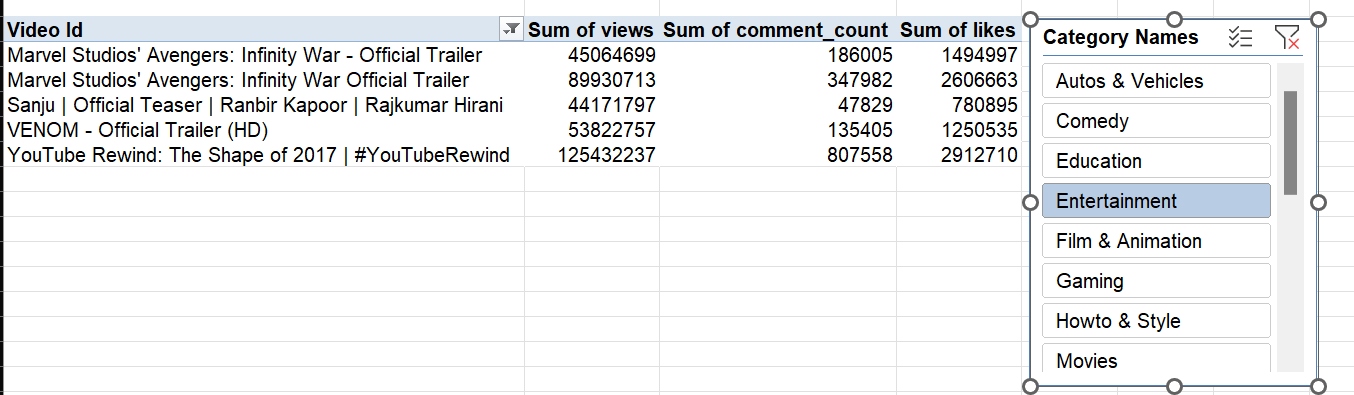 Video Id Sum of views Sum of comment_count Sum of likes
Marvel Studios' Avengers: Infinity War - Official Trailer 45064699 186005 1494997
Marvel Studios' Avengers: Infinity War Official Trailer 89930713 347982 2606663
Sanju | Official Teaser | Ranbir Kapoor | Rajkumar Hirani 44171797 47829 780895
VENOM - Official Trailer (HD) 53822757 135405 1250535
YouTube Rewind: The Shape of 2017 | #YouTubeRewind 125432237 807558 2912710
Category Names
Autos & Vehicles
Comedy
Education
Entertainment
Film & Animation
Gaming
Howto & Style
Movies